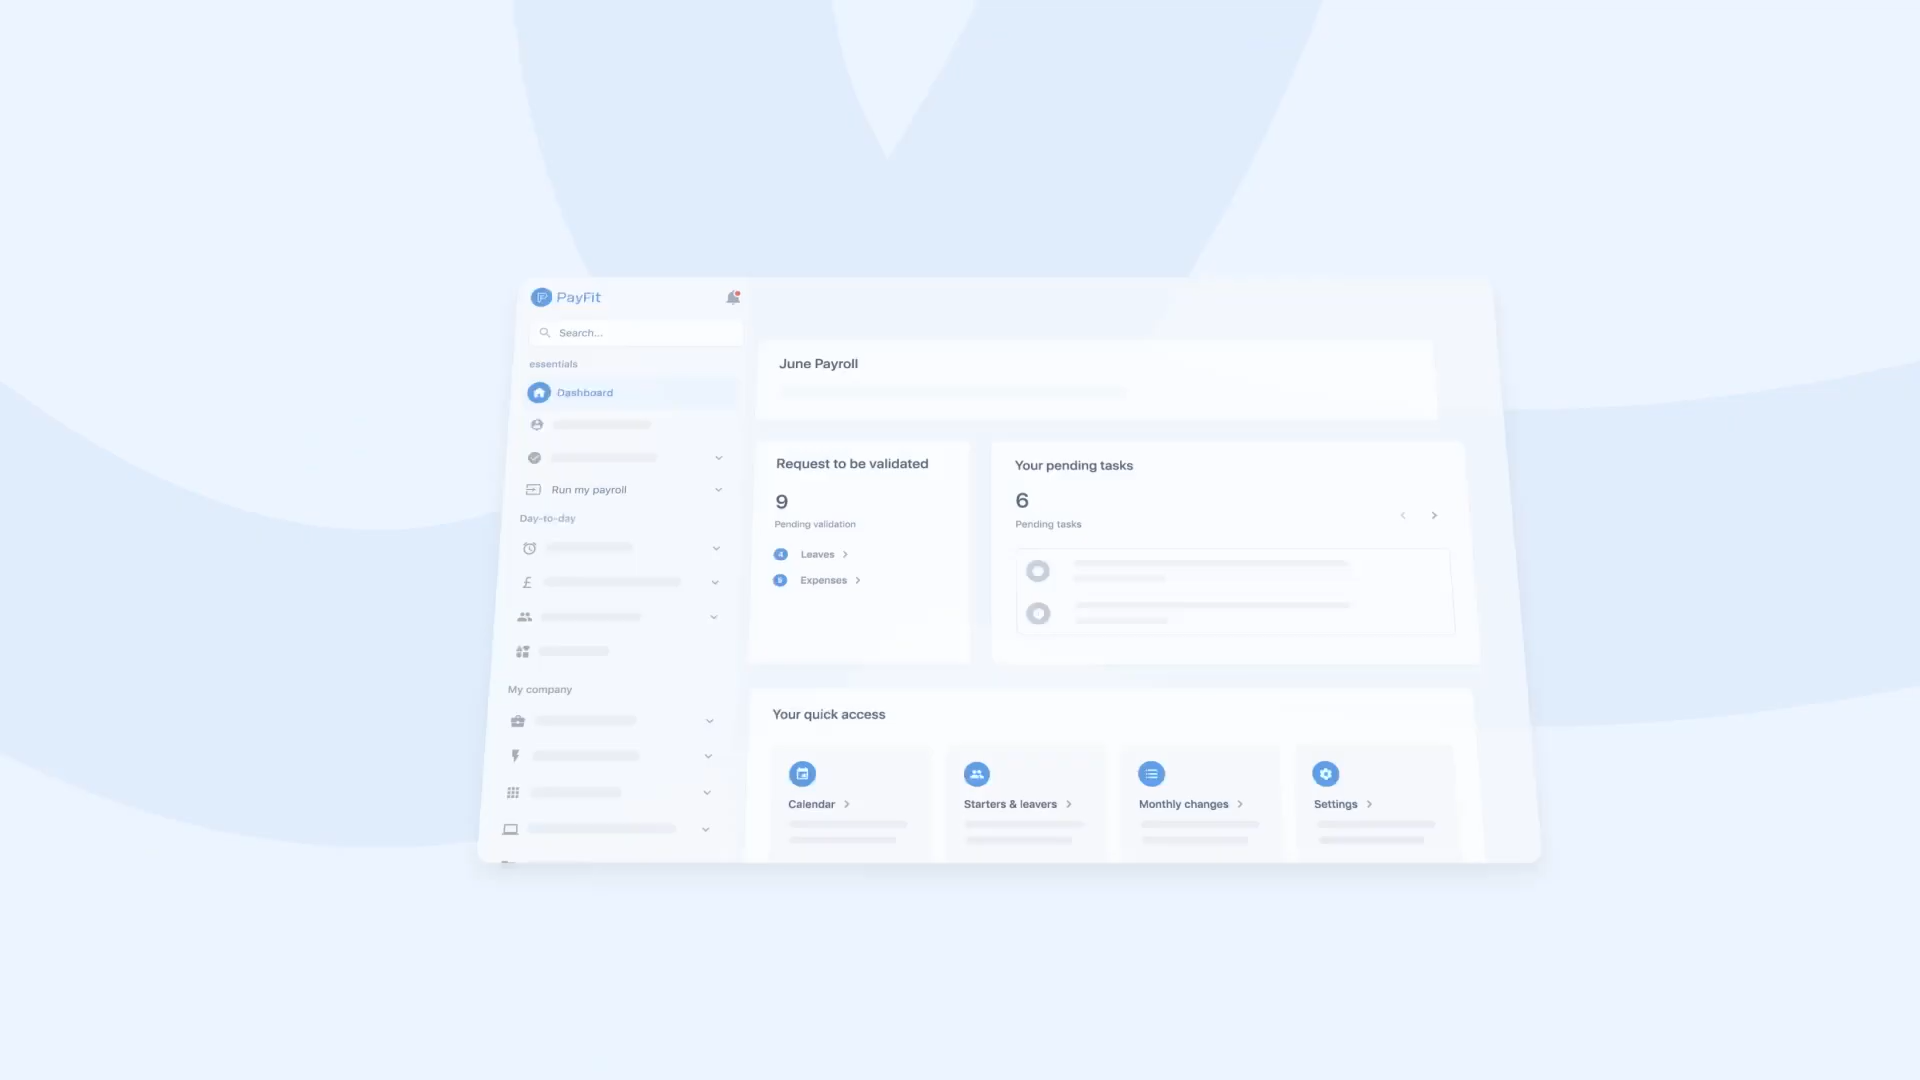 PayFit
Search...
essentials
Dashboard
Run my payroll
Day-to-day
£
My company
June Payroll
Request to be validated
9
Pending validation
4 Leaves
5 Expenses
Your pending tasks
6
Pending tasks
Your quick access
Calendar
Starters & leavers
Monthly changes
Settings